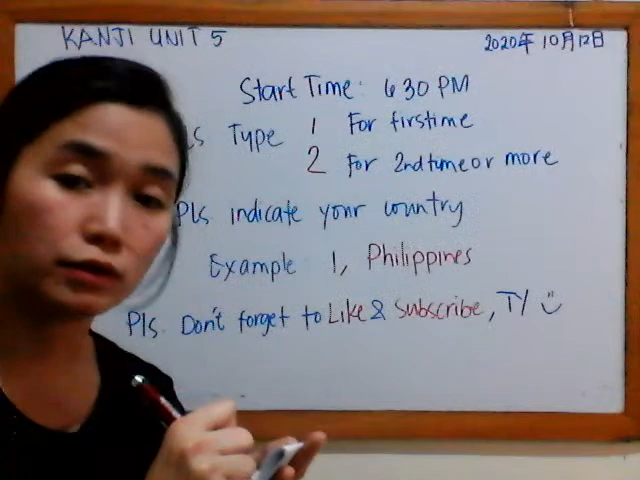 KANJI UNIT 5
2020年 10月12日
Start Time: 6 30 PM
ls Type 1 For firstime
2 For 2nd time or more
Pls indicate your country
Example 1, Philippines
Pls. Don't forget to Like & subscribe, TY